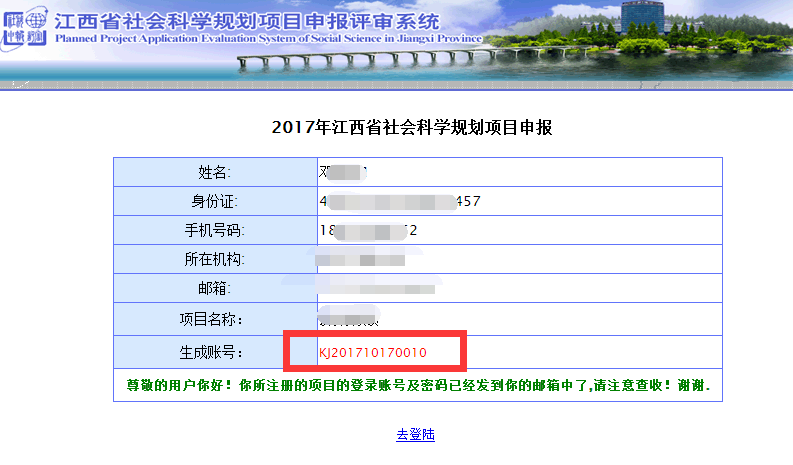 江西省社会科学规划项目申报评审系统
Planned Project Application Evaluation System of Social Science in Jiangxi Province
2017年江西省社会科学规划项目申报
姓名: 邓
身份证: 4 457
手机号码: 18 2
所在机构:
邮箱:
项目名称:
生成账号: KJ201710170010
尊敬的用户你好！你所注册的项目的登录账号及密码已经发到你的邮箱中了,请注意查收！谢谢.
去登陆